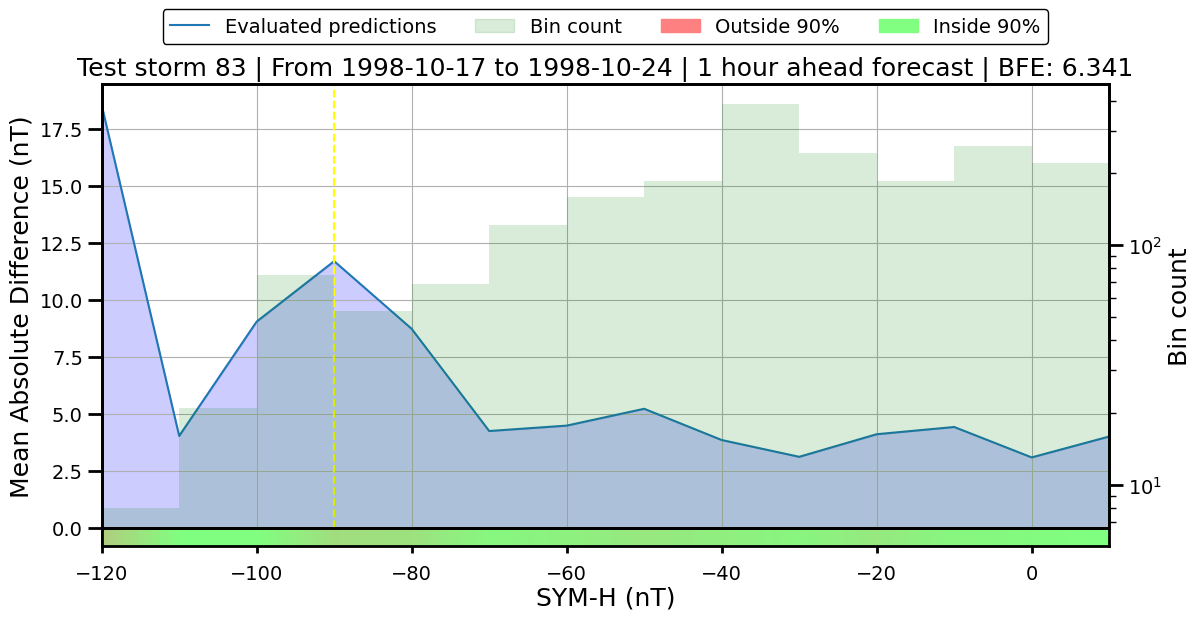 Evaluated predictions Bin count Outside 90% Inside 90%
Test storm 83 | From 1998-10-17 to 1998-10-24 | 1 hour ahead forecast | BFE: 6.341
Mean Absolute Difference (nT)
17.5
15.0
12.5
10.0
7.5
5.0
2.5
0.0
10²
10¹
Bin count
−120 −100 −80 −60 −40 −20 0
SYM-H (nT)